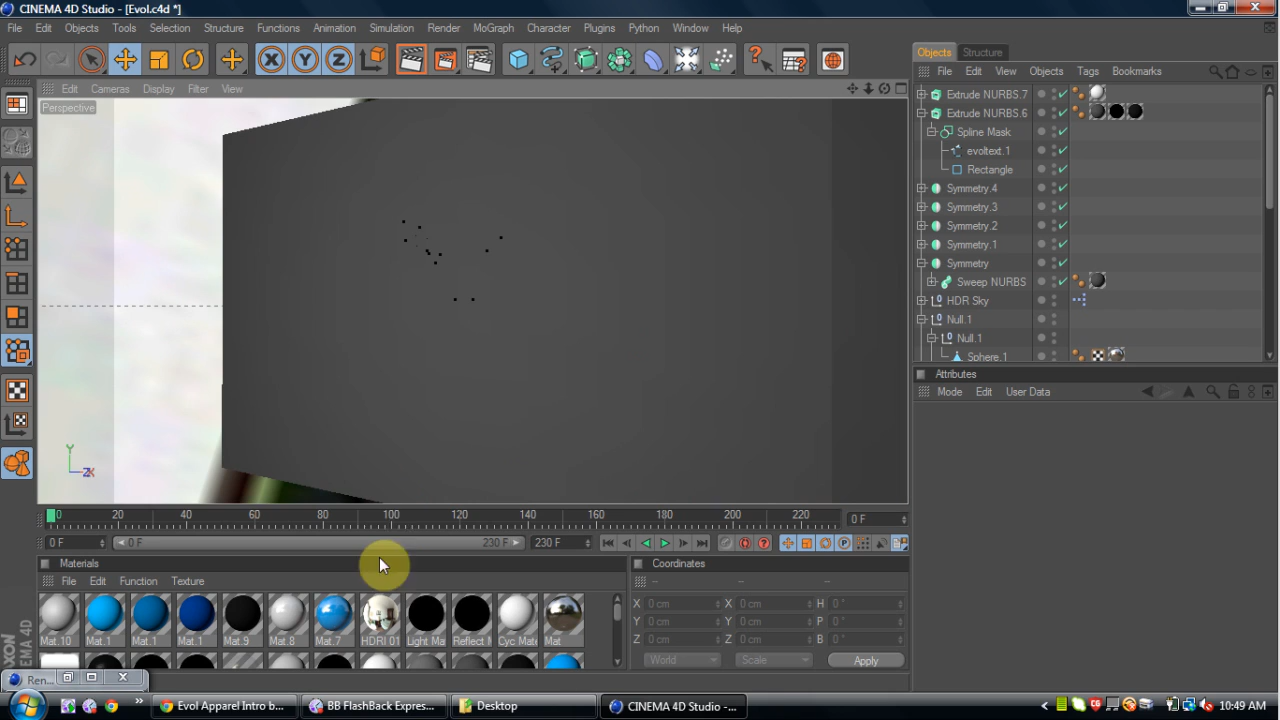 CINEMA 4D Studio - [Evol.c4d *]
File Edit Objects Tools Selection Structure Functions Animation Simulation Render MoGraph Character Plugins Python Window Help
X Y Z
Edit Cameras Display Filter View
Perspective
Y
ZX
0 20 40 60 80 100 120 140 160 180 200 220
0 F
0 F 0 F 230 F 230 F
Materials
File Edit Function Texture
Mat.10 Mat.1 Mat.1 Mat.1 Mat.9 Mat.8 Mat.7 HDRI 01 Light Ma Reflect M Cyc Mate Mat
Coordinates
-- -- --
X 0 cm X 0 cm H 0 °
Y 0 cm Y 0 cm P 0 °
Z 0 cm Z 0 cm B 0 °
World Scale Apply
Objects Structure
File Edit View Objects Tags Bookmarks
Extrude NURBS.7
Extrude NURBS.6
Spline Mask
evoltext.1
Rectangle
Symmetry.4
Symmetry.3
Symmetry.2
Symmetry.1
Symmetry
Sweep NURBS
HDR Sky
Null.1
Null.1
Sphere.1
Attributes
Mode Edit User Data
MAXON
CINEMA 4D
Ren...
Evol Apparel Intro b...
BB FlashBack Expres...
Desktop
CINEMA 4D Studio -...
10:49 AM